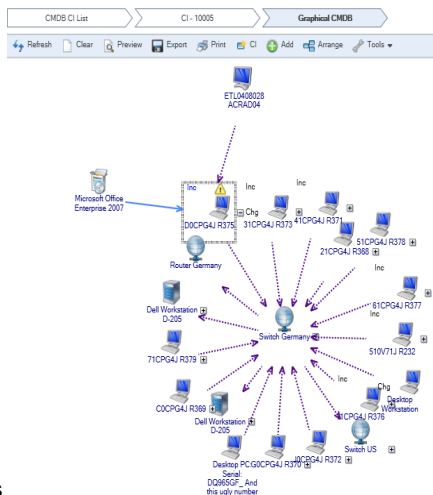 CMDB CI List
CI - 10005
Graphical CMDB
Refresh
Clear
Preview
Export
Print
CI
Add
Arrange
Tools
ETL0408028
ACRAD04
Microsoft Office
Enterprise 2007
Inc
D0CPG4J R375
Chg
Inc
31CPG4J R373
Inc
41CPG4J R371
51CPG4J R378
21CPG4J R368
Router Germany
Inc
Dell Workstation
D-205
Switch Germany
61CPG4J R377
Inc
71CPG4J R379
510V71J R232
C0CPG4J R369
Inc
Chg
Desktop
Workstation
Dell Workstation
D-205
1CPG4J R376
Switch US
Desktop PC:
Serial:
DQ965GF_ And
this ugly number
G0CPG4J R370
J0CPG4J R372
s